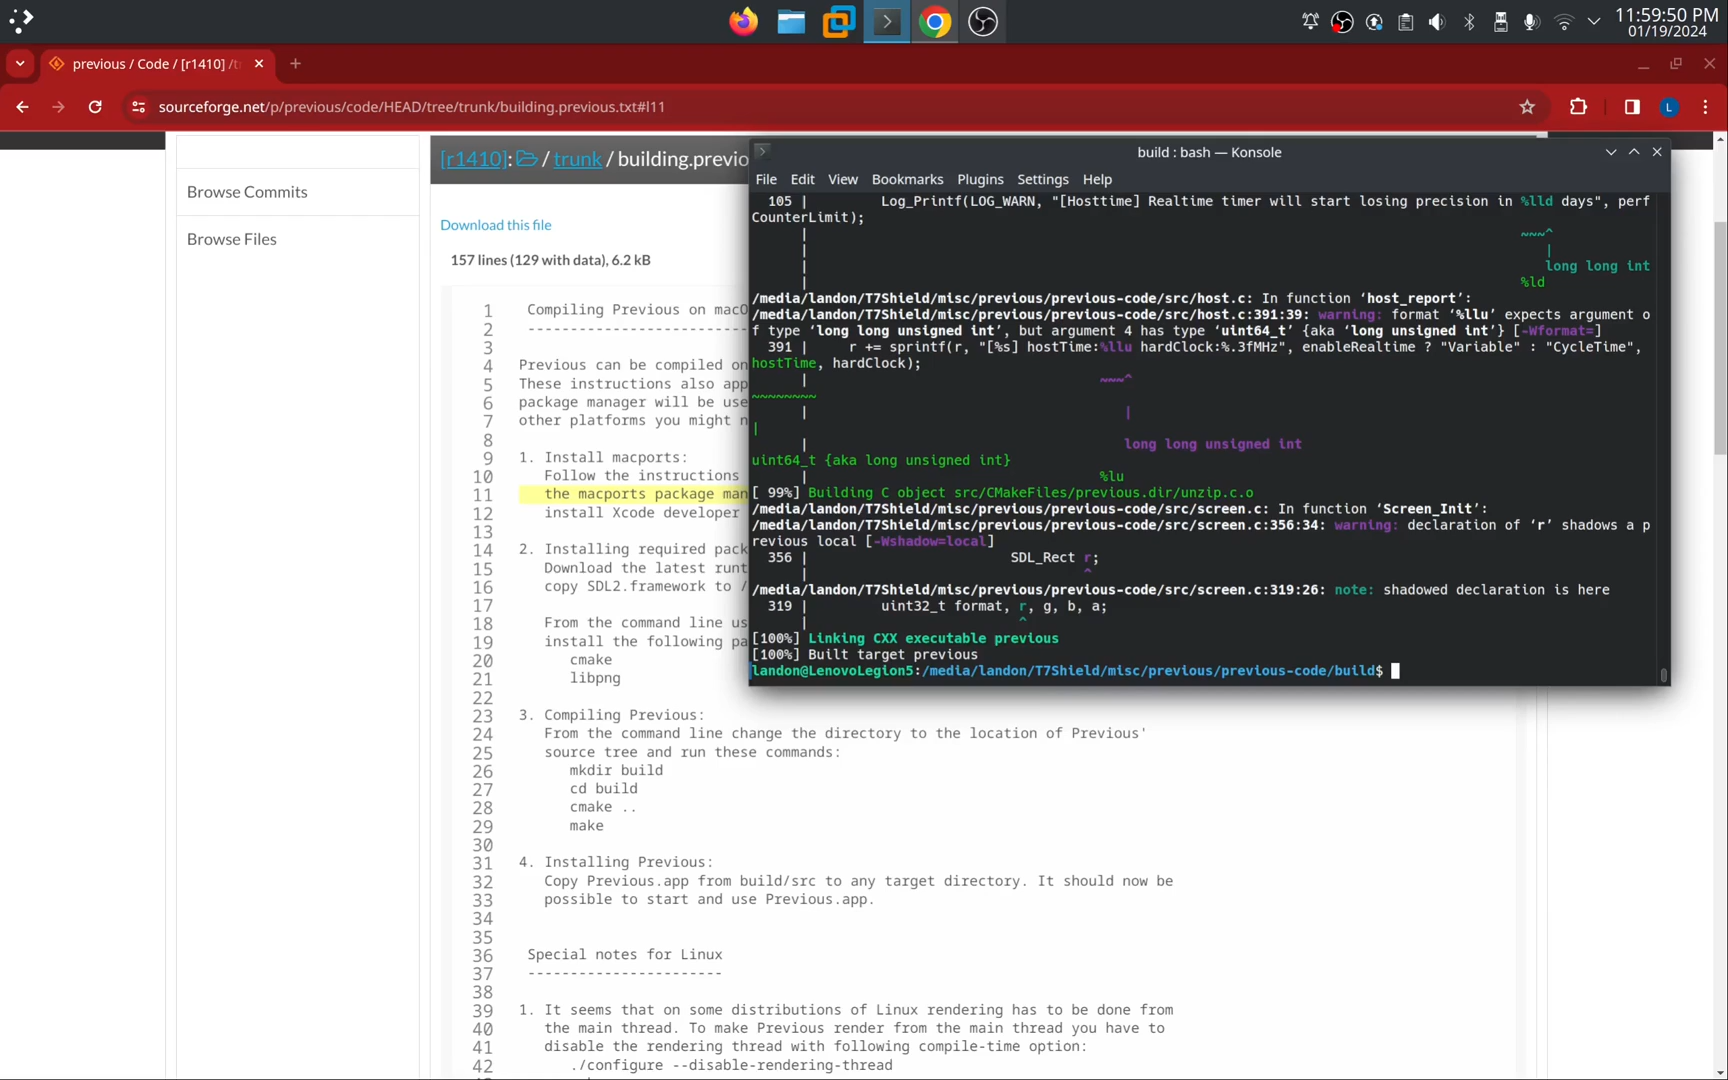 11:59:50 PM
01/19/2024
previous / Code / [r1410] /t
sourceforge.net/p/previous/code/HEAD/tree/trunk/building.previous.txt#l11
L
Browse Commits
Browse Files
[r1410]: / trunk / building.previo
Download this file
157 lines (129 with data), 6.2 kB
1 Compiling Previous on macO
2 --------------------------
3
4 Previous can be compiled on
5 These instructions also app
6 package manager will be use
7 other platforms you might n
8
9 1. Install macports:
10 Follow the instructions
11 the macports package man
12 install Xcode developer
13
14 2. Installing required pack
15 Download the latest runt
16 copy SDL2.framework to /
17
18 From the command line us
19 install the following pa
20 cmake
21 libpng
22
23 3. Compiling Previous:
24 From the command line change the directory to the location of Previous'
25 source tree and run these commands:
26 mkdir build
27 cd build
28 cmake ..
29 make
30
31 4. Installing Previous:
32 Copy Previous.app from build/src to any target directory. It should now be
33 possible to start and use Previous.app.
34
35
36 Special notes for Linux
37 -----------------------
38
39 1. It seems that on some distributions of Linux rendering has to be done from
40 the main thread. To make Previous render from the main thread you have to
41 disable the rendering thread with following compile-time option:
42 ./configure --disable-rendering-thread
build : bash — Konsole
File Edit View Bookmarks Plugins Settings Help
105 | Log_Printf(LOG_WARN, "[Hosttime] Realtime timer will start losing precision in %lld days", perf
CounterLimit);
| ~~~^
| |
| long long int
| %ld
/media/landon/T7Shield/misc/previous/previous-code/src/host.c: In function ‘host_report’:
/media/landon/T7Shield/misc/previous/previous-code/src/host.c:391:39: warning: format ‘%llu’ expects argument o
f type ‘long long unsigned int’, but argument 4 has type ‘uint64_t’ {aka ‘long unsigned int’} [-Wformat=]
391 | r += sprintf(r, "[%s] hostTime:%llu hardClock:%.3fMHz", enableRealtime ? "Variable" : "CycleTime",
hostTime, hardClock);
| ~~~^
~~~~~~~~
| |
|
| long long unsigned int
uint64_t {aka long unsigned int}
| %lu
[ 99%] Building C object src/CMakeFiles/previous.dir/unzip.c.o
/media/landon/T7Shield/misc/previous/previous-code/src/screen.c: In function ‘Screen_Init’:
/media/landon/T7Shield/misc/previous/previous-code/src/screen.c:356:34: warning: declaration of ‘r’ shadows a p
revious local [-Wshadow=local]
356 | SDL_Rect r;
| ^
/media/landon/T7Shield/misc/previous/previous-code/src/screen.c:319:26: note: shadowed declaration is here
319 | uint32_t format, r, g, b, a;
| ^
[100%] Linking CXX executable previous
[100%] Built target previous
landon@LenovoLegion5:/media/landon/T7Shield/misc/previous/previous-code/build$